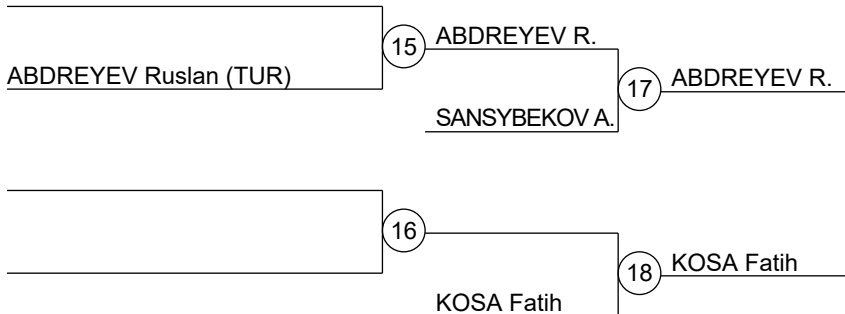 15
ABDREYEV R.
ABDREYEV Ruslan (TUR)
17
ABDREYEV R.
SANSYBEKOV A.
16
18
KOSA Fatih
KOSA Fatih